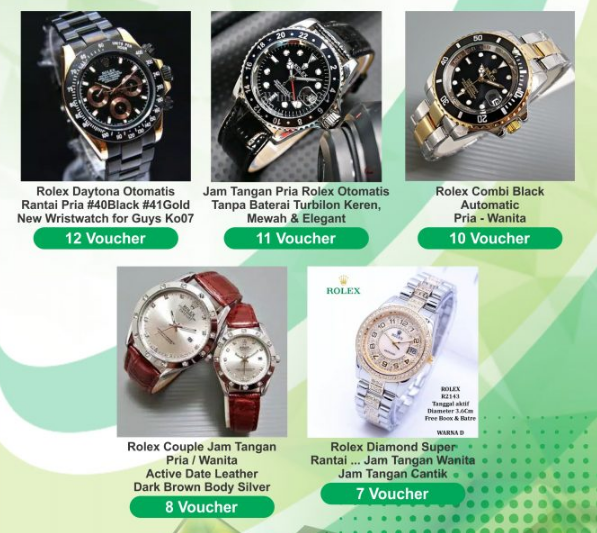 Rolex Daytona Otomatis
Rantai Pria #40Black #41Gold
New Wristwatch for Guys Ko07
12 Voucher
Jam Tangan Pria Rolex Otomatis
Tanpa Baterai Turbilon Keren,
Mewah & Elegant
11 Voucher
Rolex Combi Black
Automatic
Pria - Wanita
10 Voucher
Rolex Couple Jam Tangan
Pria / Wanita
Active Date Leather
Dark Brown Body Silver
8 Voucher
ROLEX
ROLEX
R2143
Tanggal aktif
Diameter 3.6Cm
Free Boox & Batre
WARNA D
Rolex Diamond Super
Rantai ... Jam Tangan Wanita
Jam Tangan Cantik
7 Voucher